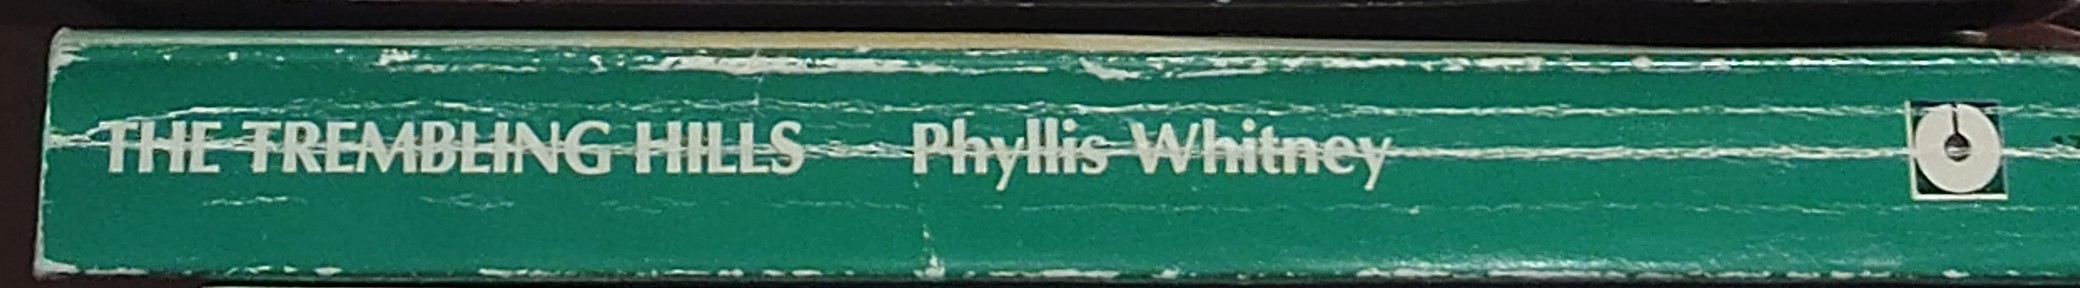 THE TREMBLING HILLS Phyllis Whitney